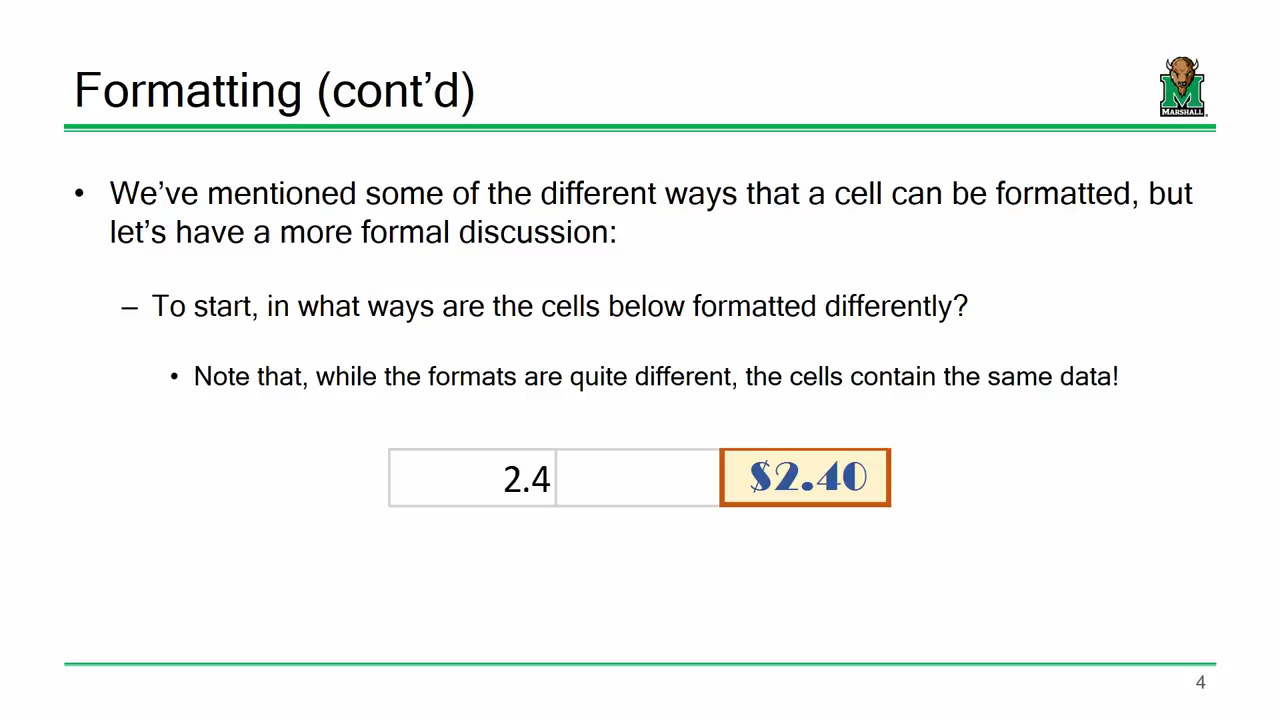 Formatting (cont’d)
M
MARSHALL
• We’ve mentioned some of the different ways that a cell can be formatted, but
let’s have a more formal discussion:
– To start, in what ways are the cells below formatted differently?
• Note that, while the formats are quite different, the cells contain the same data!
2.4 $2.40
4